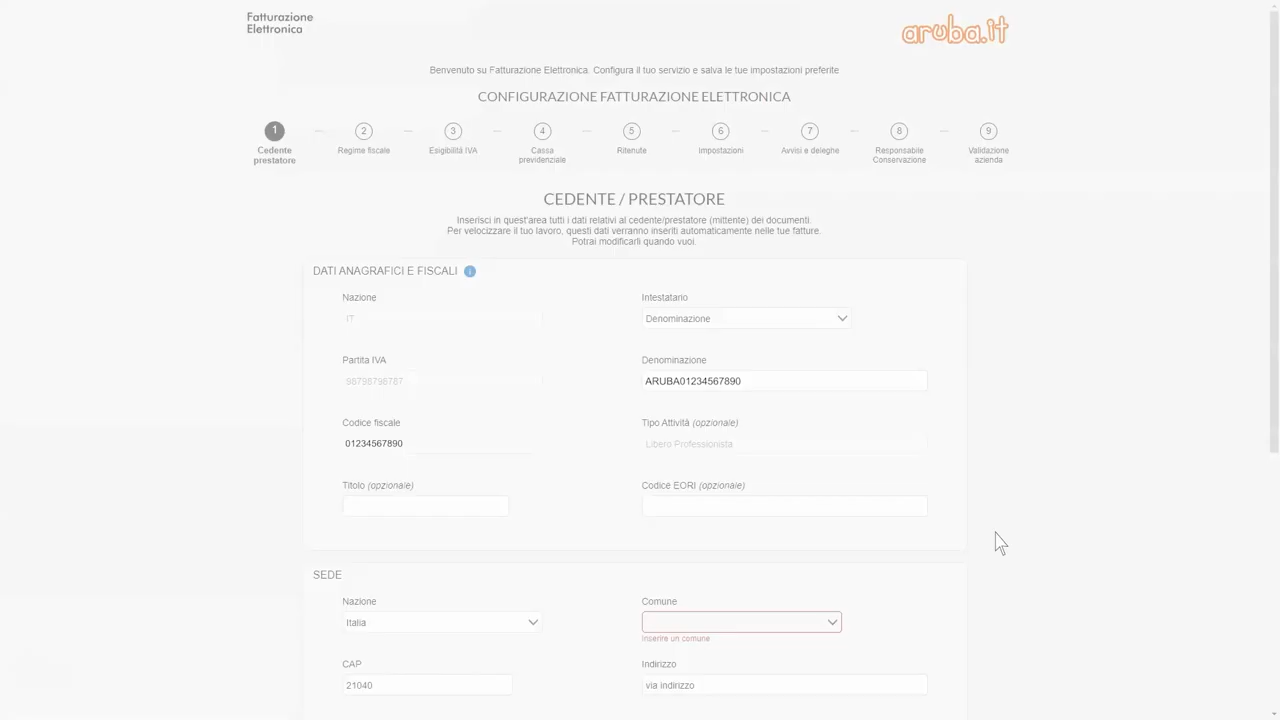 Fatturazione
Elettronica
aruba.it
Benvenuto su Fatturazione Elettronica. Configura il tuo servizio e salva le tue impostazioni preferite
CONFIGURAZIONE FATTURAZIONE ELETTRONICA
1 2 3 4 5 6 7 8 9
Cedente prestatore
Regime fiscale
Esigibilità IVA
Cassa previdenziale
Ritenute
Impostazioni
Avvisi e deleghe
Responsabile Conservazione
Validazione azienda
CEDENTE / PRESTATORE
Inserisci in quest'area tutti i dati relativi al cedente/prestatore (mittente) dei documenti.
Per velocizzare il tuo lavoro, questi dati verranno inseriti automaticamente nelle tue fatture.
Potrai modificarli quando vuoi.
DATI ANAGRAFICI E FISCALI i
Nazione
IT
Intestatario
Denominazione
Partita IVA
98798798787
Denominazione
ARUBA01234567890
Codice fiscale
01234567890
Tipo Attività (opzionale)
Libero Professionista
Titolo (opzionale)
Codice EORI (opzionale)
SEDE
Nazione
Italia
Comune
Inserire un comune
CAP
21040
Indirizzo
via indirizzo